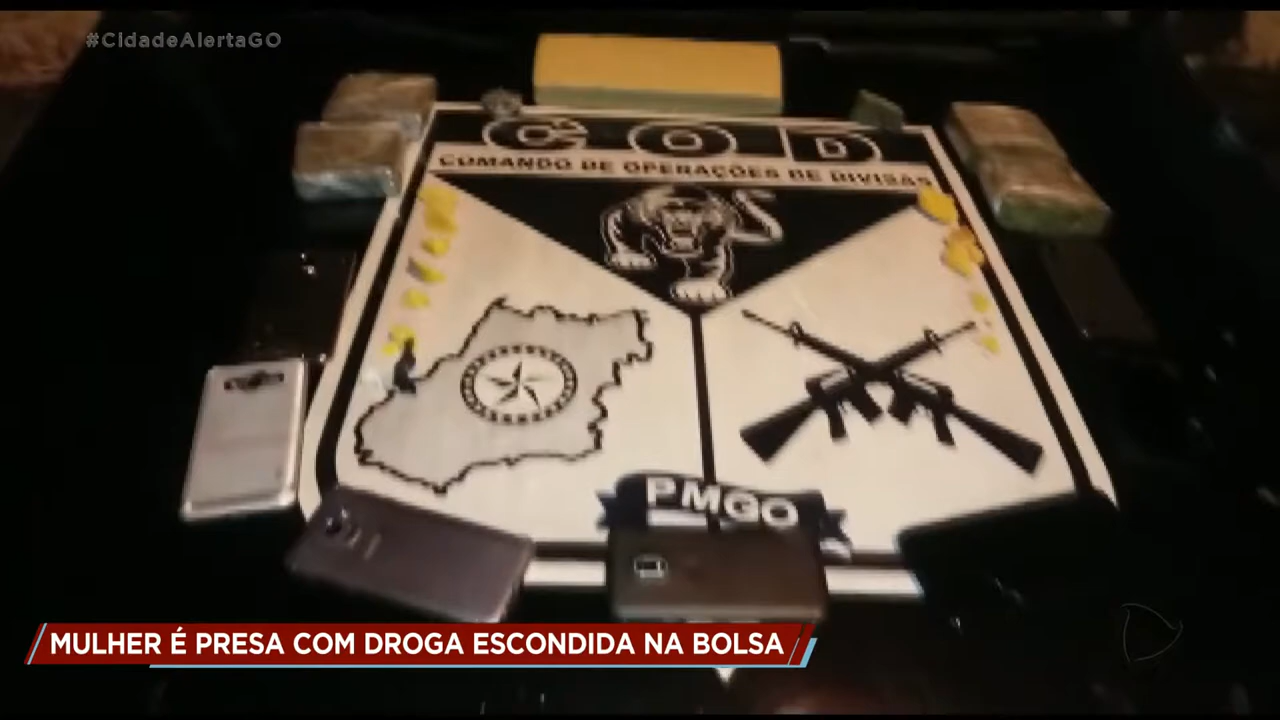 #CidadeAlertaGO
COD
COMANDO DE OPERAÇÕES DE DIVISAS
PMGO
MULHER É PRESA COM DROGA ESCONDIDA NA BOLSA